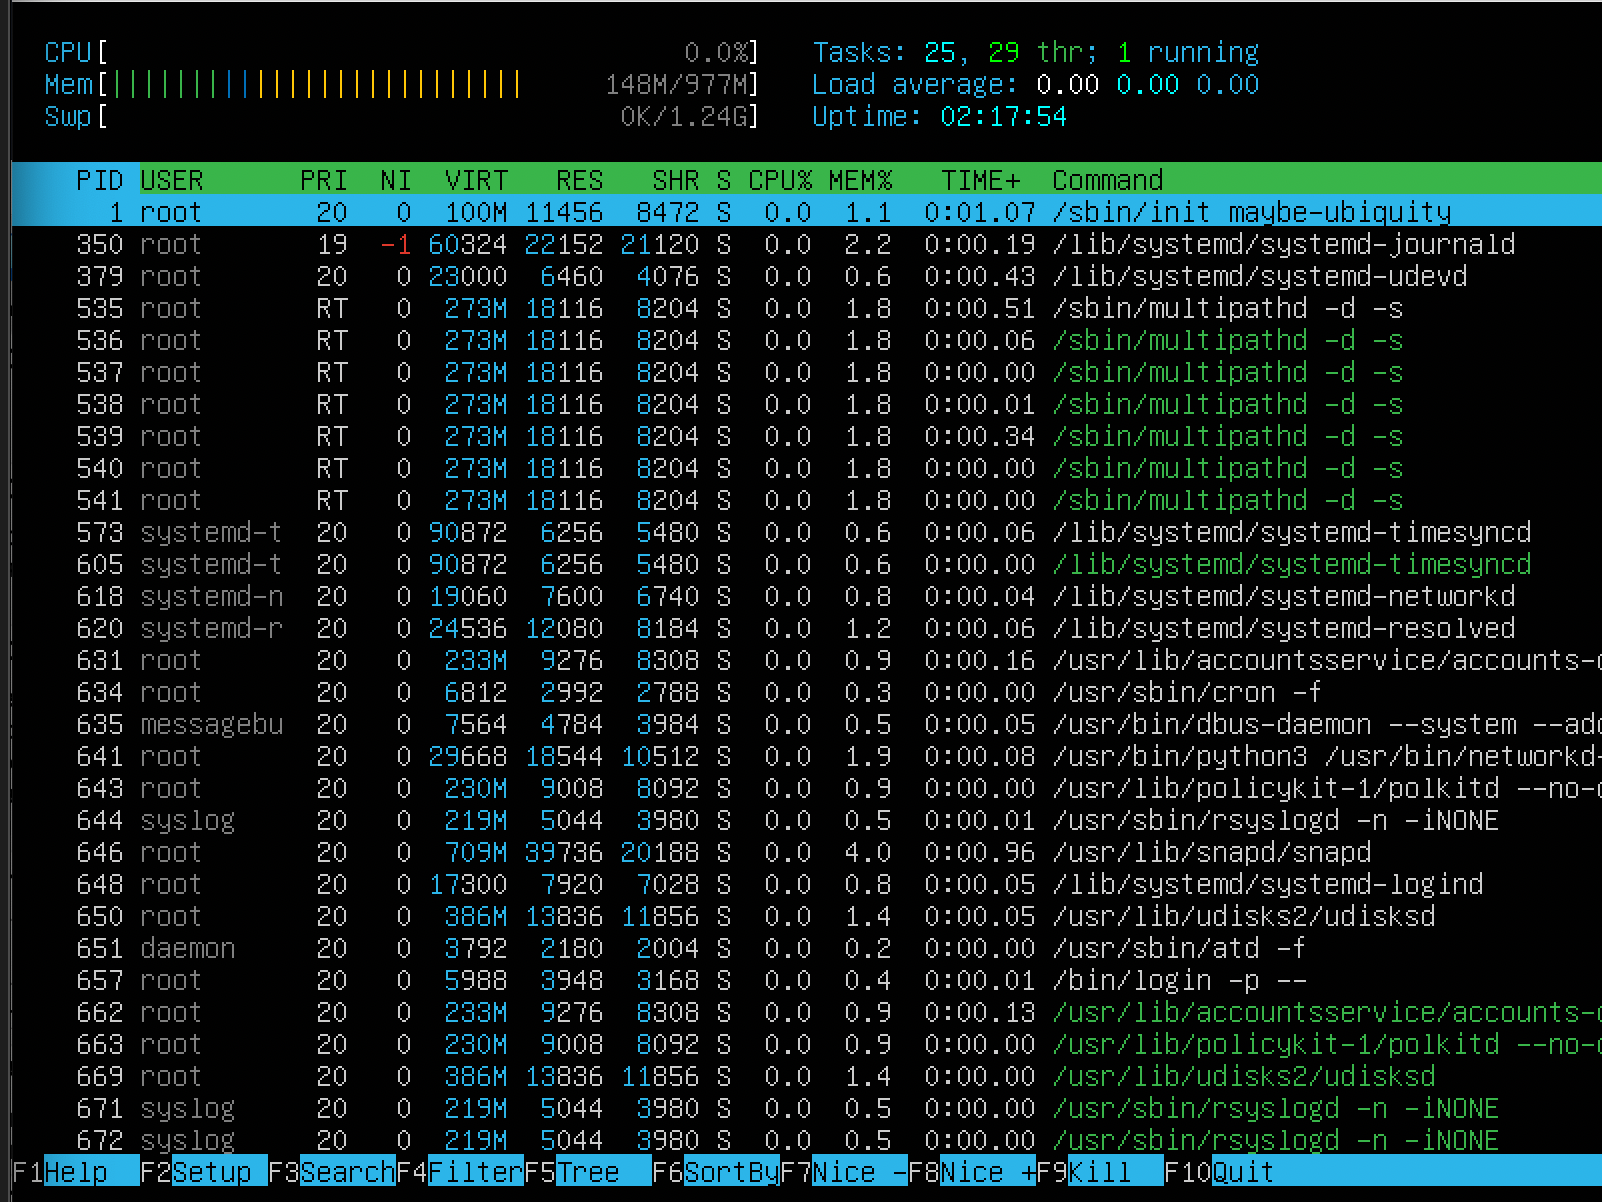 CPU[ 0.0%] Tasks: 25, 29 thr; 1 running
Mem[|||||||||||||||||||||||||| 148M/977M] Load average: 0.00 0.00 0.00
Swp[ 0K/1.24G] Uptime: 02:17:54
PID USER PRI NI VIRT RES SHR S CPU% MEM% TIME+ Command
1 root 20 0 100M 11456 8472 S 0.0 1.1 0:01.07 /sbin/init maybe-ubiquity
350 root 19 -1 60324 22152 21120 S 0.0 2.2 0:00.19 /lib/systemd/systemd-journald
379 root 20 0 23000 6460 4076 S 0.0 0.6 0:00.43 /lib/systemd/systemd-udevd
535 root RT 0 273M 18116 8204 S 0.0 1.8 0:00.51 /sbin/multipathd -d -s
536 root RT 0 273M 18116 8204 S 0.0 1.8 0:00.06 /sbin/multipathd -d -s
537 root RT 0 273M 18116 8204 S 0.0 1.8 0:00.00 /sbin/multipathd -d -s
538 root RT 0 273M 18116 8204 S 0.0 1.8 0:00.01 /sbin/multipathd -d -s
539 root RT 0 273M 18116 8204 S 0.0 1.8 0:00.34 /sbin/multipathd -d -s
540 root RT 0 273M 18116 8204 S 0.0 1.8 0:00.00 /sbin/multipathd -d -s
541 root RT 0 273M 18116 8204 S 0.0 1.8 0:00.00 /sbin/multipathd -d -s
573 systemd-t 20 0 90872 6256 5480 S 0.0 0.6 0:00.06 /lib/systemd/systemd-timesyncd
605 systemd-t 20 0 90872 6256 5480 S 0.0 0.6 0:00.00 /lib/systemd/systemd-timesyncd
618 systemd-n 20 0 19060 7600 6740 S 0.0 0.8 0:00.04 /lib/systemd/systemd-networkd
620 systemd-r 20 0 24536 12080 8184 S 0.0 1.2 0:00.06 /lib/systemd/systemd-resolved
631 root 20 0 233M 9276 8308 S 0.0 0.9 0:00.16 /usr/lib/accountsservice/accounts-
634 root 20 0 6812 2992 2788 S 0.0 0.3 0:00.00 /usr/sbin/cron -f
635 messagebu 20 0 7564 4784 3984 S 0.0 0.5 0:00.05 /usr/bin/dbus-daemon --system --add
641 root 20 0 29668 18544 10512 S 0.0 1.9 0:00.08 /usr/bin/python3 /usr/bin/networkd-
643 root 20 0 230M 9008 8092 S 0.0 0.9 0:00.00 /usr/lib/policykit-1/polkitd --no-
644 syslog 20 0 219M 5044 3980 S 0.0 0.5 0:00.01 /usr/sbin/rsyslogd -n -iNONE
646 root 20 0 709M 39736 20188 S 0.0 4.0 0:00.96 /usr/lib/snapd/snapd
648 root 20 0 17300 7920 7028 S 0.0 0.8 0:00.05 /lib/systemd/systemd-logind
650 root 20 0 386M 13836 11856 S 0.0 1.4 0:00.05 /usr/lib/udisks2/udisksd
651 daemon 20 0 3792 2180 2004 S 0.0 0.2 0:00.00 /usr/sbin/atd -f
657 root 20 0 5988 3948 3168 S 0.0 0.4 0:00.01 /bin/login -p --
662 root 20 0 233M 9276 8308 S 0.0 0.9 0:00.13 /usr/lib/accountsservice/accounts-
663 root 20 0 230M 9008 8092 S 0.0 0.9 0:00.00 /usr/lib/policykit-1/polkitd --no-
669 root 20 0 386M 13836 11856 S 0.0 1.4 0:00.00 /usr/lib/udisks2/udisksd
671 syslog 20 0 219M 5044 3980 S 0.0 0.5 0:00.00 /usr/sbin/rsyslogd -n -iNONE
672 syslog 20 0 219M 5044 3980 S 0.0 0.5 0:00.00 /usr/sbin/rsyslogd -n -iNONE
F1Help F2Setup F3SearchF4FilterF5Tree F6SortByF7Nice -F8Nice +F9Kill F10Quit